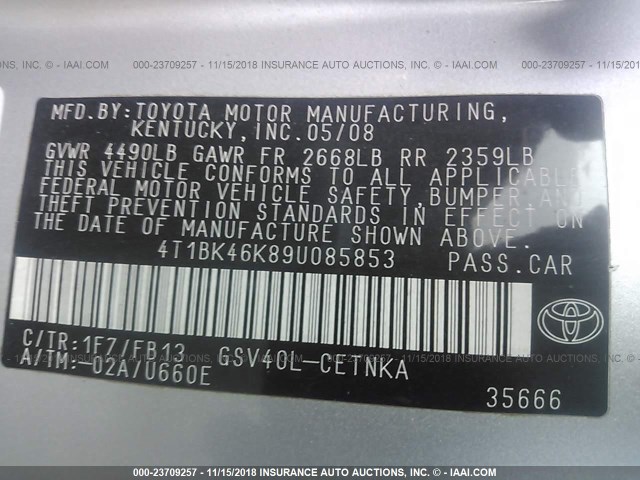 000-23709257 - 11/15/2018 INSURANCE AUTO AUCTIONS, INC. - © IAAI.COM
MFD.BY:TOYOTA MOTOR MANUFACTURING,
KENTUCKY,INC.05/08
GVWR 4490LB GAWR FR 2668LB RR 2359LB
THIS VEHICLE CONFORMS TO ALL APPLICABLE
FEDERAL MOTOR VEHICLE SAFETY,BUMPER,AND
THEFT PREVENTION STANDARDS IN EFFECT ON
THE DATE OF MANUFACTURE SHOWN ABOVE.
4T1BK46K89U085853 PASS.CAR
C/TR:1F7/FB13 GSV40L-CETNKA
A/TM:-02A/U660E
35666
TOYOTA
000-23709257 - 11/15/2018 INSURANCE AUTO AUCTIONS, INC. - © IAAI.COM